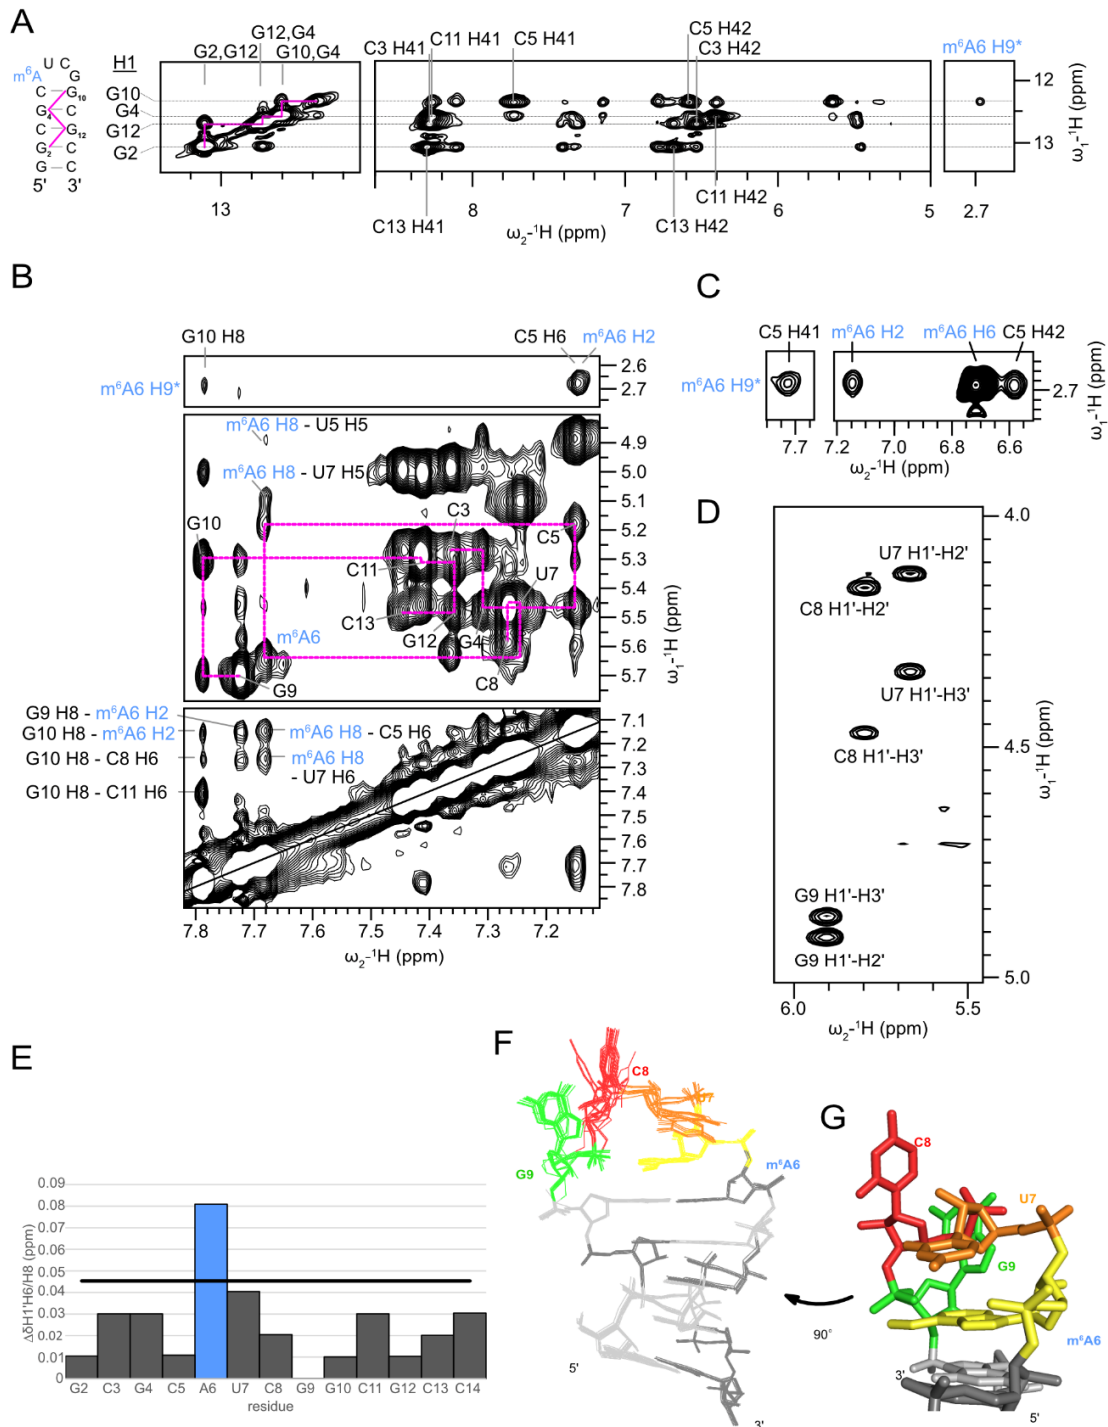 A
G12,G4
G2,G12
G10,G4
C3 H41
C11 H41
C5 H41
C5 H42
C3 H42
m⁶A6 H9*
U C
m⁶A
G
H1
C G₁₀
G₄ C
C G₁₂
G₂ C
G C
5' 3'
G10
G4
G12
G2
12
13
ω₁-¹H (ppm)
13
8
7
6
5
2.7
C13 H41
C13 H42
C11 H42
ω₂-¹H (ppm)
B
G10 H8
C5 H6
m⁶A6 H2
m⁶A6 H9*
2.6
2.7
m⁶A6 H8 - U5 H5
m⁶A6 H8 - U7 H5
G10
C3
C5
C11
U7
C13
G12
G4
m⁶A6
C8
G9
4.9
5.0
5.1
5.2
5.3
5.4
5.5
5.6
5.7
ω₁-¹H (ppm)
G9 H8 - m⁶A6 H2
G10 H8 - m⁶A6 H2
G10 H8 - C8 H6
G10 H8 - C11 H6
m⁶A6 H8 - C5 H6
m⁶A6 H8
- U7 H6
7.1
7.2
7.3
7.4
7.5
7.6
7.7
7.8
7.8 7.7 7.6 7.5 7.4 7.3 7.2
ω₂-¹H (ppm)
C
C5 H41
m⁶A6 H2
m⁶A6 H6
C5 H42
m⁶A6 H9*
2.7
ω₁-¹H (ppm)
7.7
7.2 7.1 7.0 6.9 6.8 6.7 6.6
ω₂-¹H (ppm)
D
4.0
U7 H1'-H2'
C8 H1'-H2'
U7 H1'-H3'
C8 H1'-H3'
4.5
G9 H1'-H3'
G9 H1'-H2'
5.0
ω₁-¹H (ppm)
6.0
5.5
ω₂-¹H (ppm)
E
ΔδH1'H6/H8 (ppm)
0.09
0.08
0.07
0.06
0.05
0.04
0.03
0.02
0.01
0
G2 C3 G4 C5 A6 U7 C8 G9 G10 C11 G12 C13 C14
residue
F
C8
U7
G9
m⁶A6
5'
3'
90°
G
C8
U7
G9
m⁶A6
3'
5'